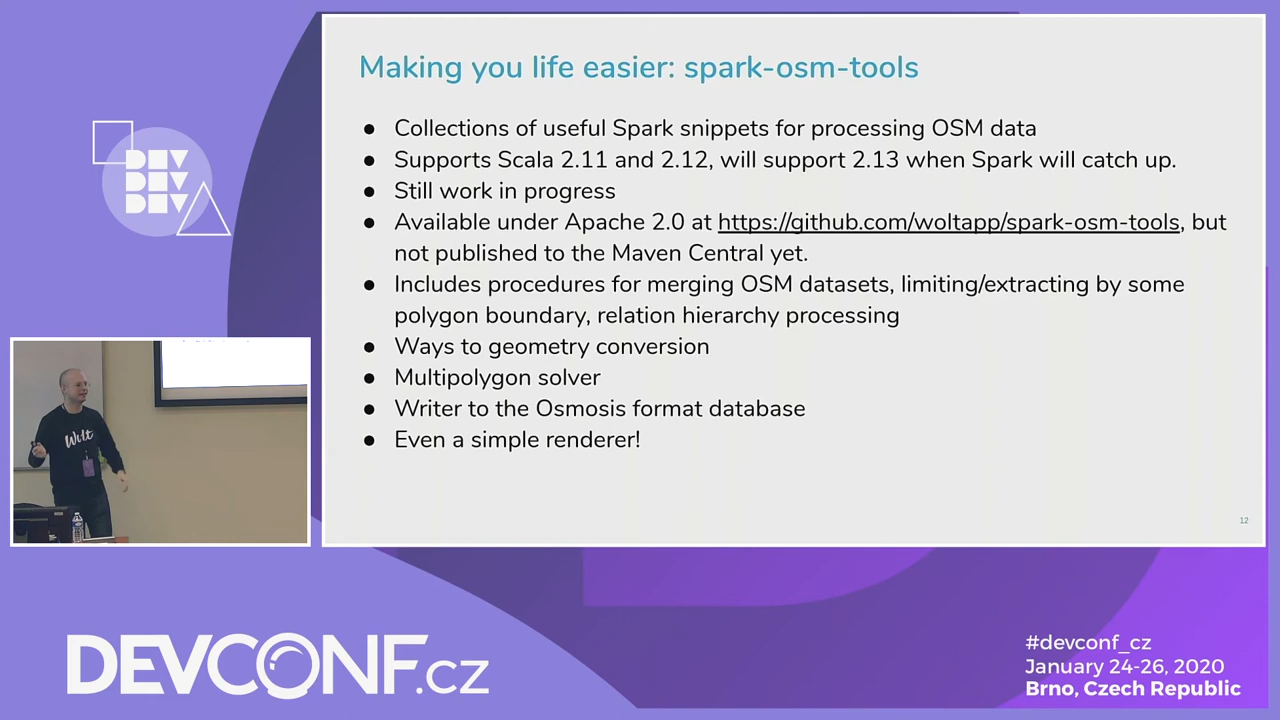 Making you life easier: spark-osm-tools
● Collections of useful Spark snippets for processing OSM data
● Supports Scala 2.11 and 2.12, will support 2.13 when Spark will catch up.
● Still work in progress
● Available under Apache 2.0 at https://github.com/woltapp/spark-osm-tools, but
not published to the Maven Central yet.
● Includes procedures for merging OSM datasets, limiting/extracting by some
polygon boundary, relation hierarchy processing
● Ways to geometry conversion
● Multipolygon solver
● Writer to the Osmosis format database
● Even a simple renderer!
12
DEV
DEV
DEV
Wolt
DEVCONF.cz
#devconf_cz
January 24-26, 2020
Brno, Czech Republic